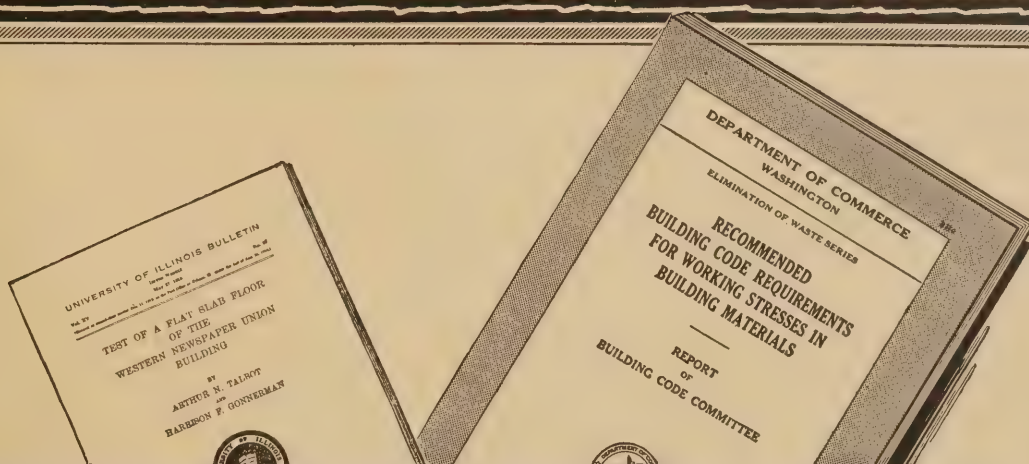 UNIVERSITY OF ILLINOIS BULLETIN
TEST OF A FLAT SLAB FLOOR
OF THE
WESTERN NEWSPAPER UNION
BUILDING
BY
ARTHUR N. TALBOT
AND
HARRISON F. GONNERMAN
DEPARTMENT OF COMMERCE
WASHINGTON
ELIMINATION OF WASTE SERIES
RECOMMENDED
BUILDING CODE REQUIREMENTS
FOR WORKING STRESSES IN
BUILDING MATERIALS
REPORT
OF
BUILDING CODE COMMITTEE